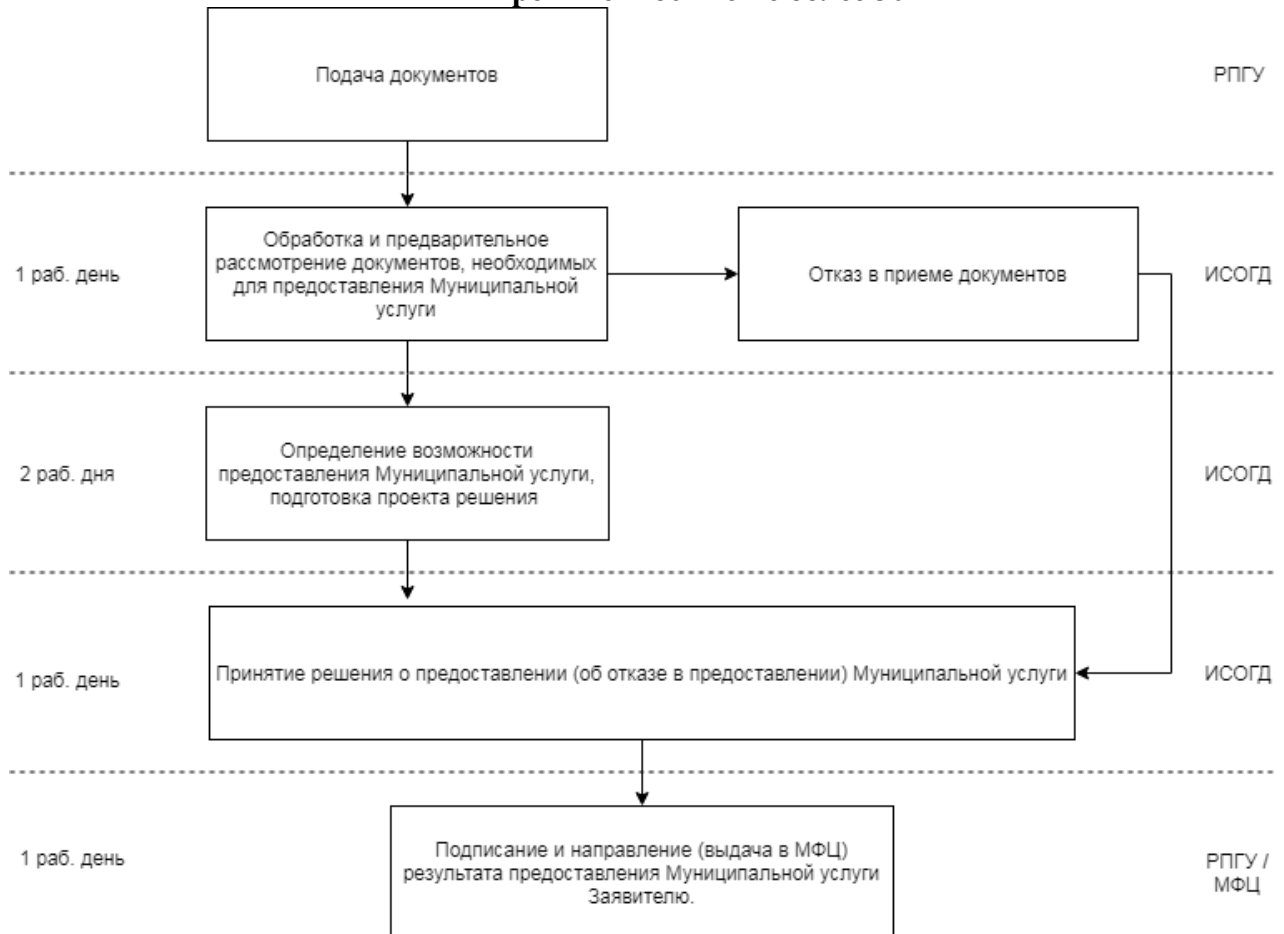 Подача документов
РПГУ
1 раб. день
Обработка и предварительное
рассмотрение документов, необходимых
для предоставления Муниципальной
услуги
Отказ в приеме документов
ИСОГД
2 раб. дня
Определение возможности
предоставления Муниципальной услуги,
подготовка проекта решения
ИСОГД
1 раб. день
Принятие решения о предоставлении (об отказе в предоставлении) Муниципальной услуги
ИСОГД
1 раб. день
Подписание и направление (выдача в МФЦ)
результата предоставления Муниципальной услуги
Заявителю.
РПГУ /
МФЦ